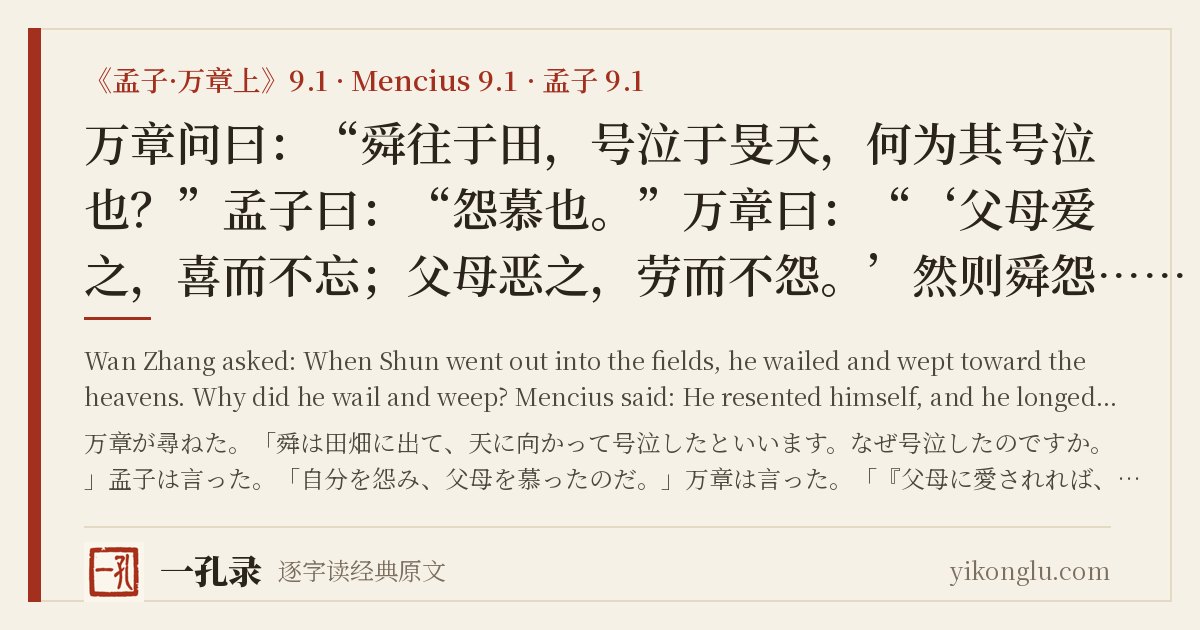 《孟子·万章上》9.1 · Mencius 9.1 · 孟子 9.1
万章问曰：“舜往于田，号泣于旻天，何为其号泣
也？”孟子曰：“怨慕也。”万章曰：“‘父母爱
之，喜而不忘；父母恶之，劳而不怨。’然则舜怨……
Wan Zhang asked: When Shun went out into the fields, he wailed and wept toward the
heavens. Why did he wail and weep? Mencius said: He resented himself, and he longed…
万章が尋ねた。「舜は田畑に出て、天に向かって号泣したといいます。なぜ号泣したのですか。
」孟子は言った。「自分を怨み、父母を慕ったのだ。」万章は言った。「『父母に愛されれば、…
一孔
一孔录 逐字读经典原文 yikonglu.com